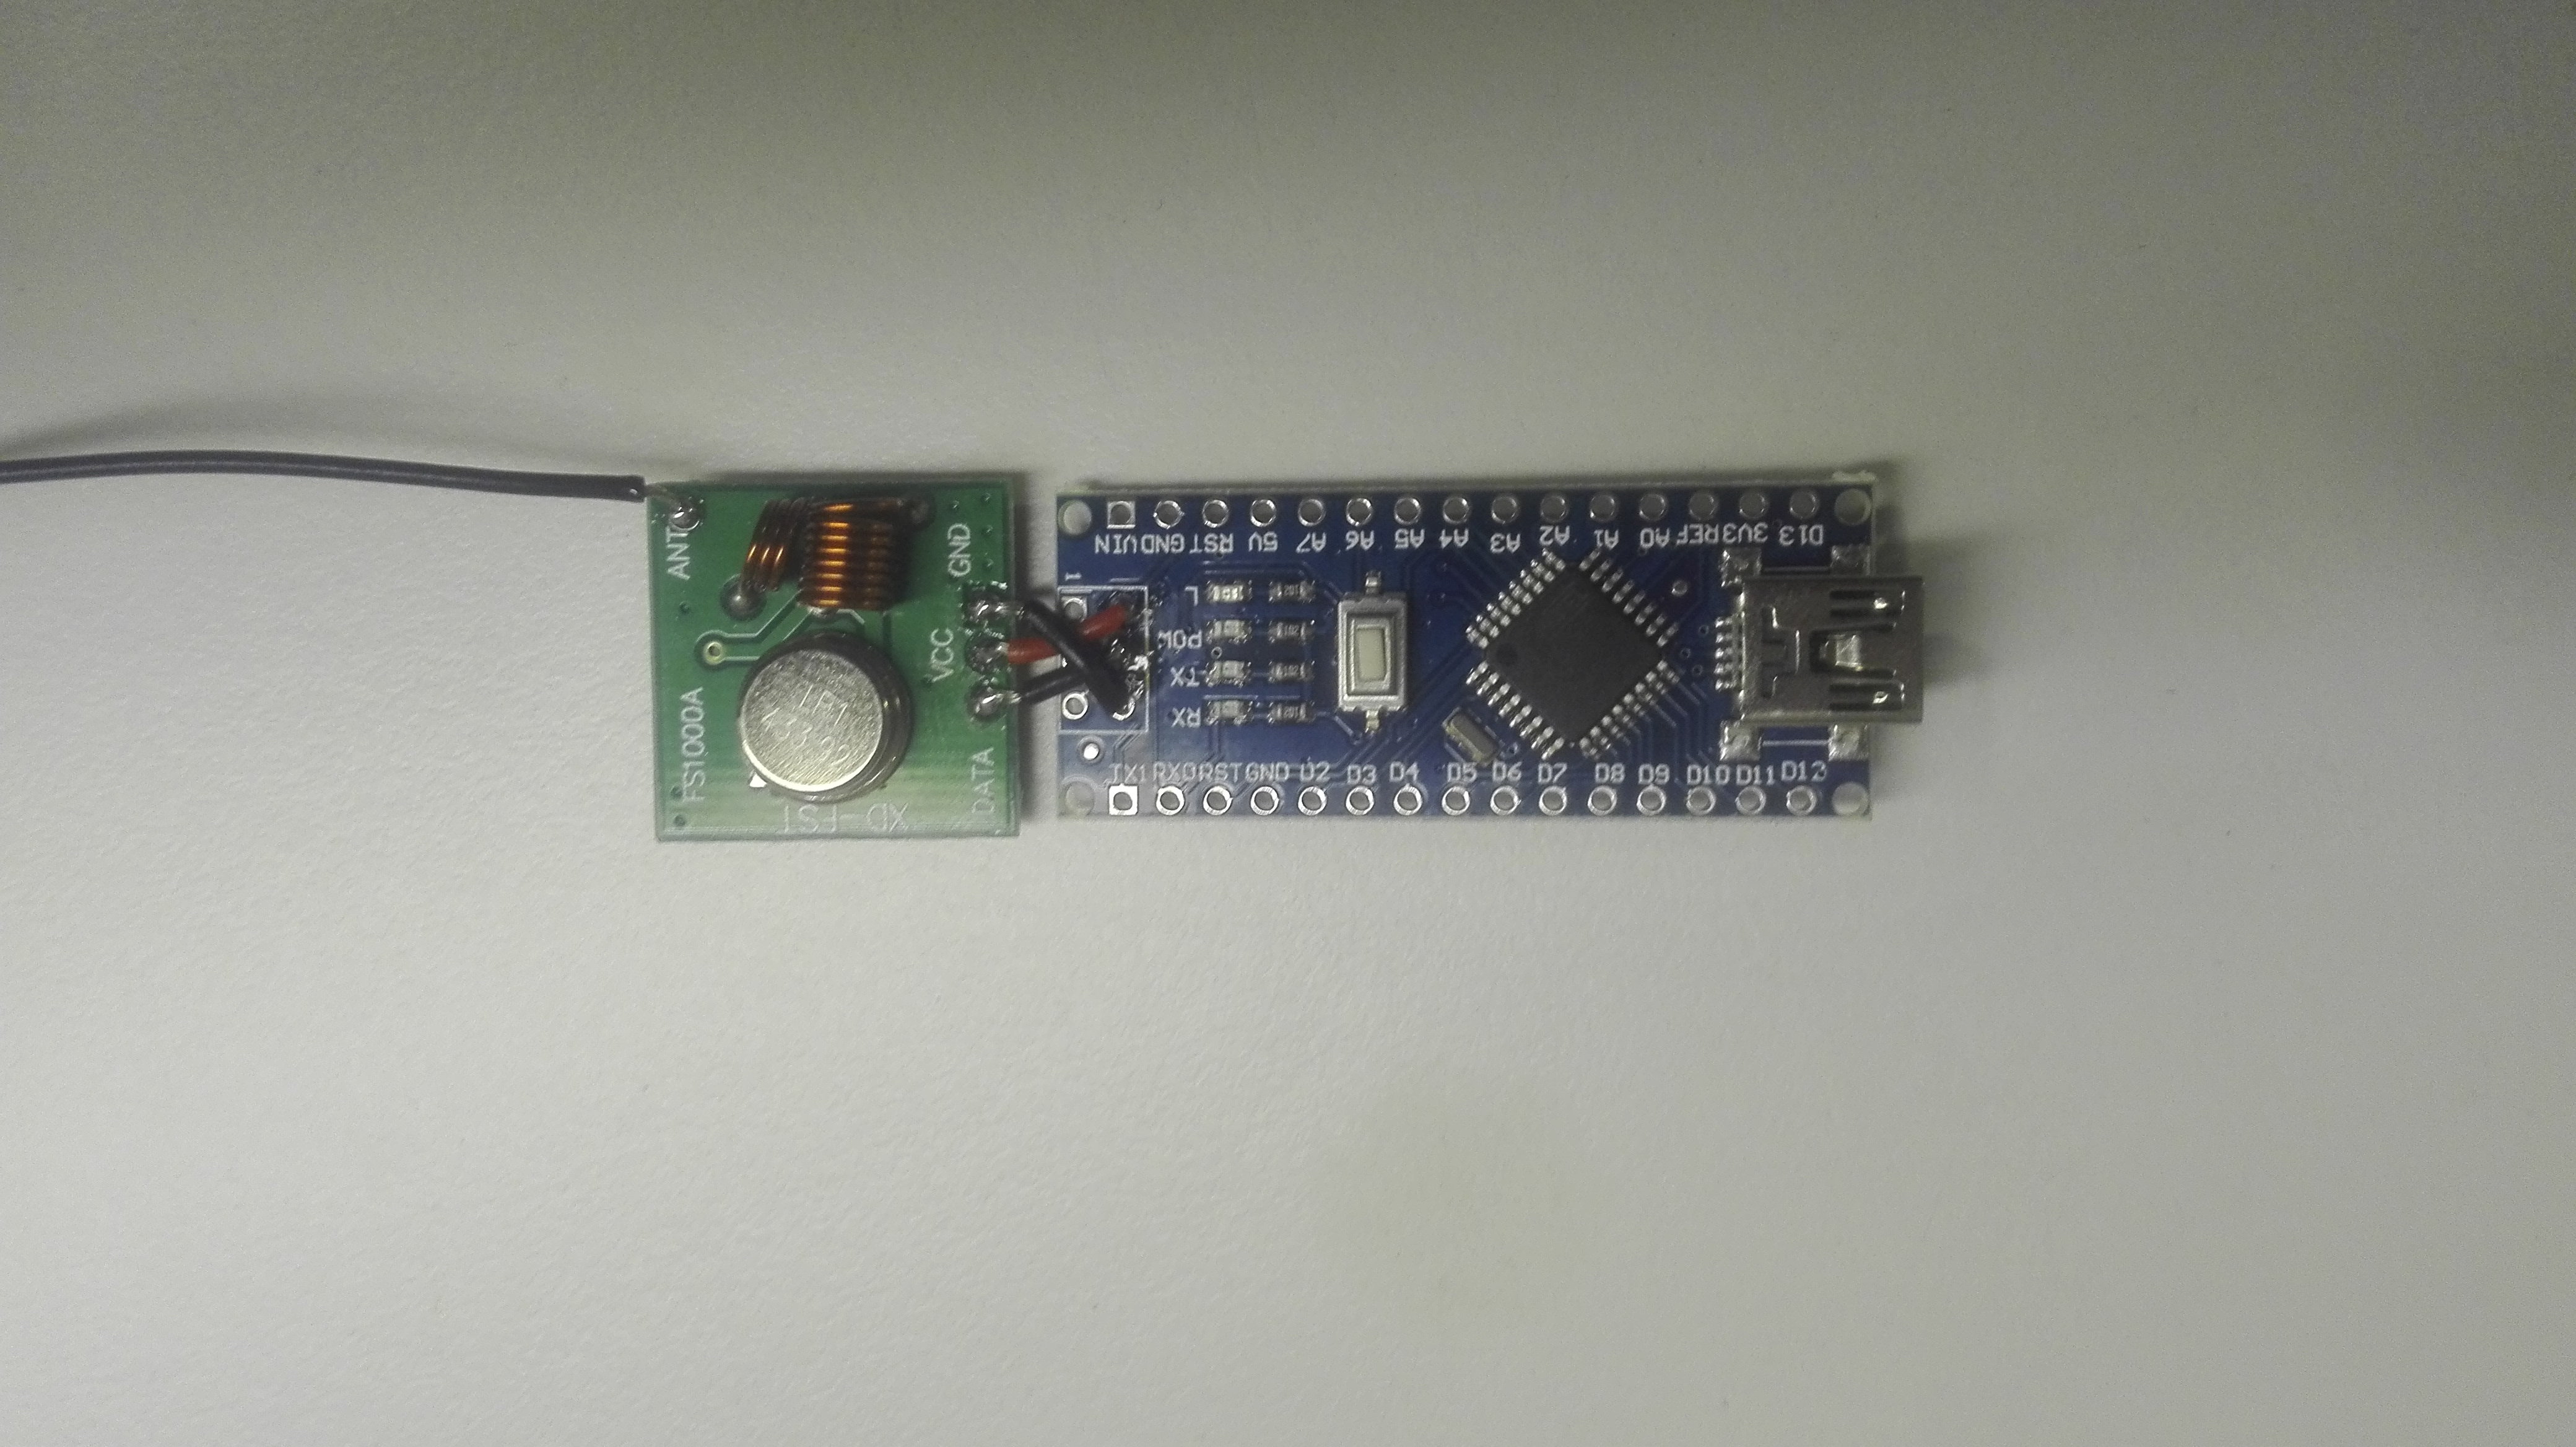 ANT
GND
VCC
DATA
FS1000A
XD-FST
VIN GND RST 5V A7 A6 A5 A4 A3 A2 A1 A0 REF 3V3 D13
1
L
POW
TX
RX
TX1 RX0 RST GND D2 D3 D4 D5 D6 D7 D8 D9 D10 D11 D12